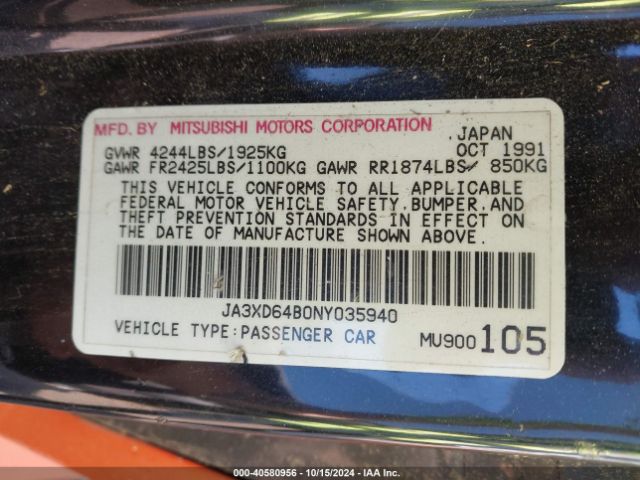 MFD. BY MITSUBISHI MOTORS CORPORATION
JAPAN
GVWR 4244LBS/1925KG OCT 1991
GAWR FR2425LBS/1100KG GAWR RR1874LBS/ 850KG
THIS VEHICLE CONFORMS TO ALL APPLICABLE
FEDERAL MOTOR VEHICLE SAFETY, BUMPER, AND
THEFT PREVENTION STANDARDS IN EFFECT ON
THE DATE OF MANUFACTURE SHOWN ABOVE.
JA3XD64B0NY035940
VEHICLE TYPE:PASSENGER CAR MU900105
000-40580956 - 10/15/2024 - IAA Inc.